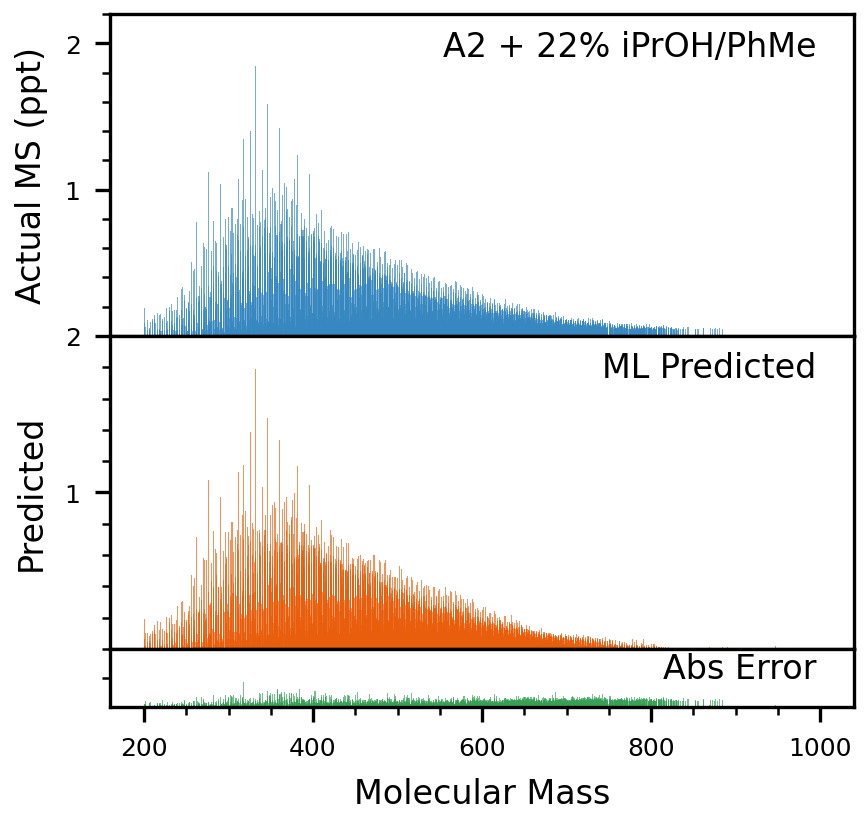 A2 + 22% iPrOH/PhMe
Actual MS (ppt)
2
1
ML Predicted
Predicted
2
1
Abs Error
200 400 600 800 1000
Molecular Mass